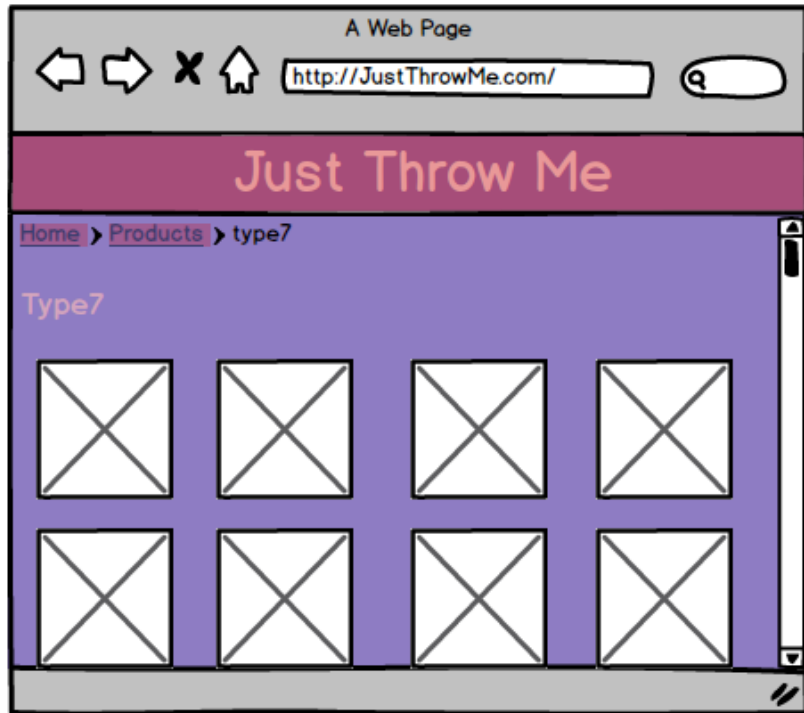 A Web Page
http://JustThrowMe.com/
Just Throw Me
Home > Products > type7
Type7